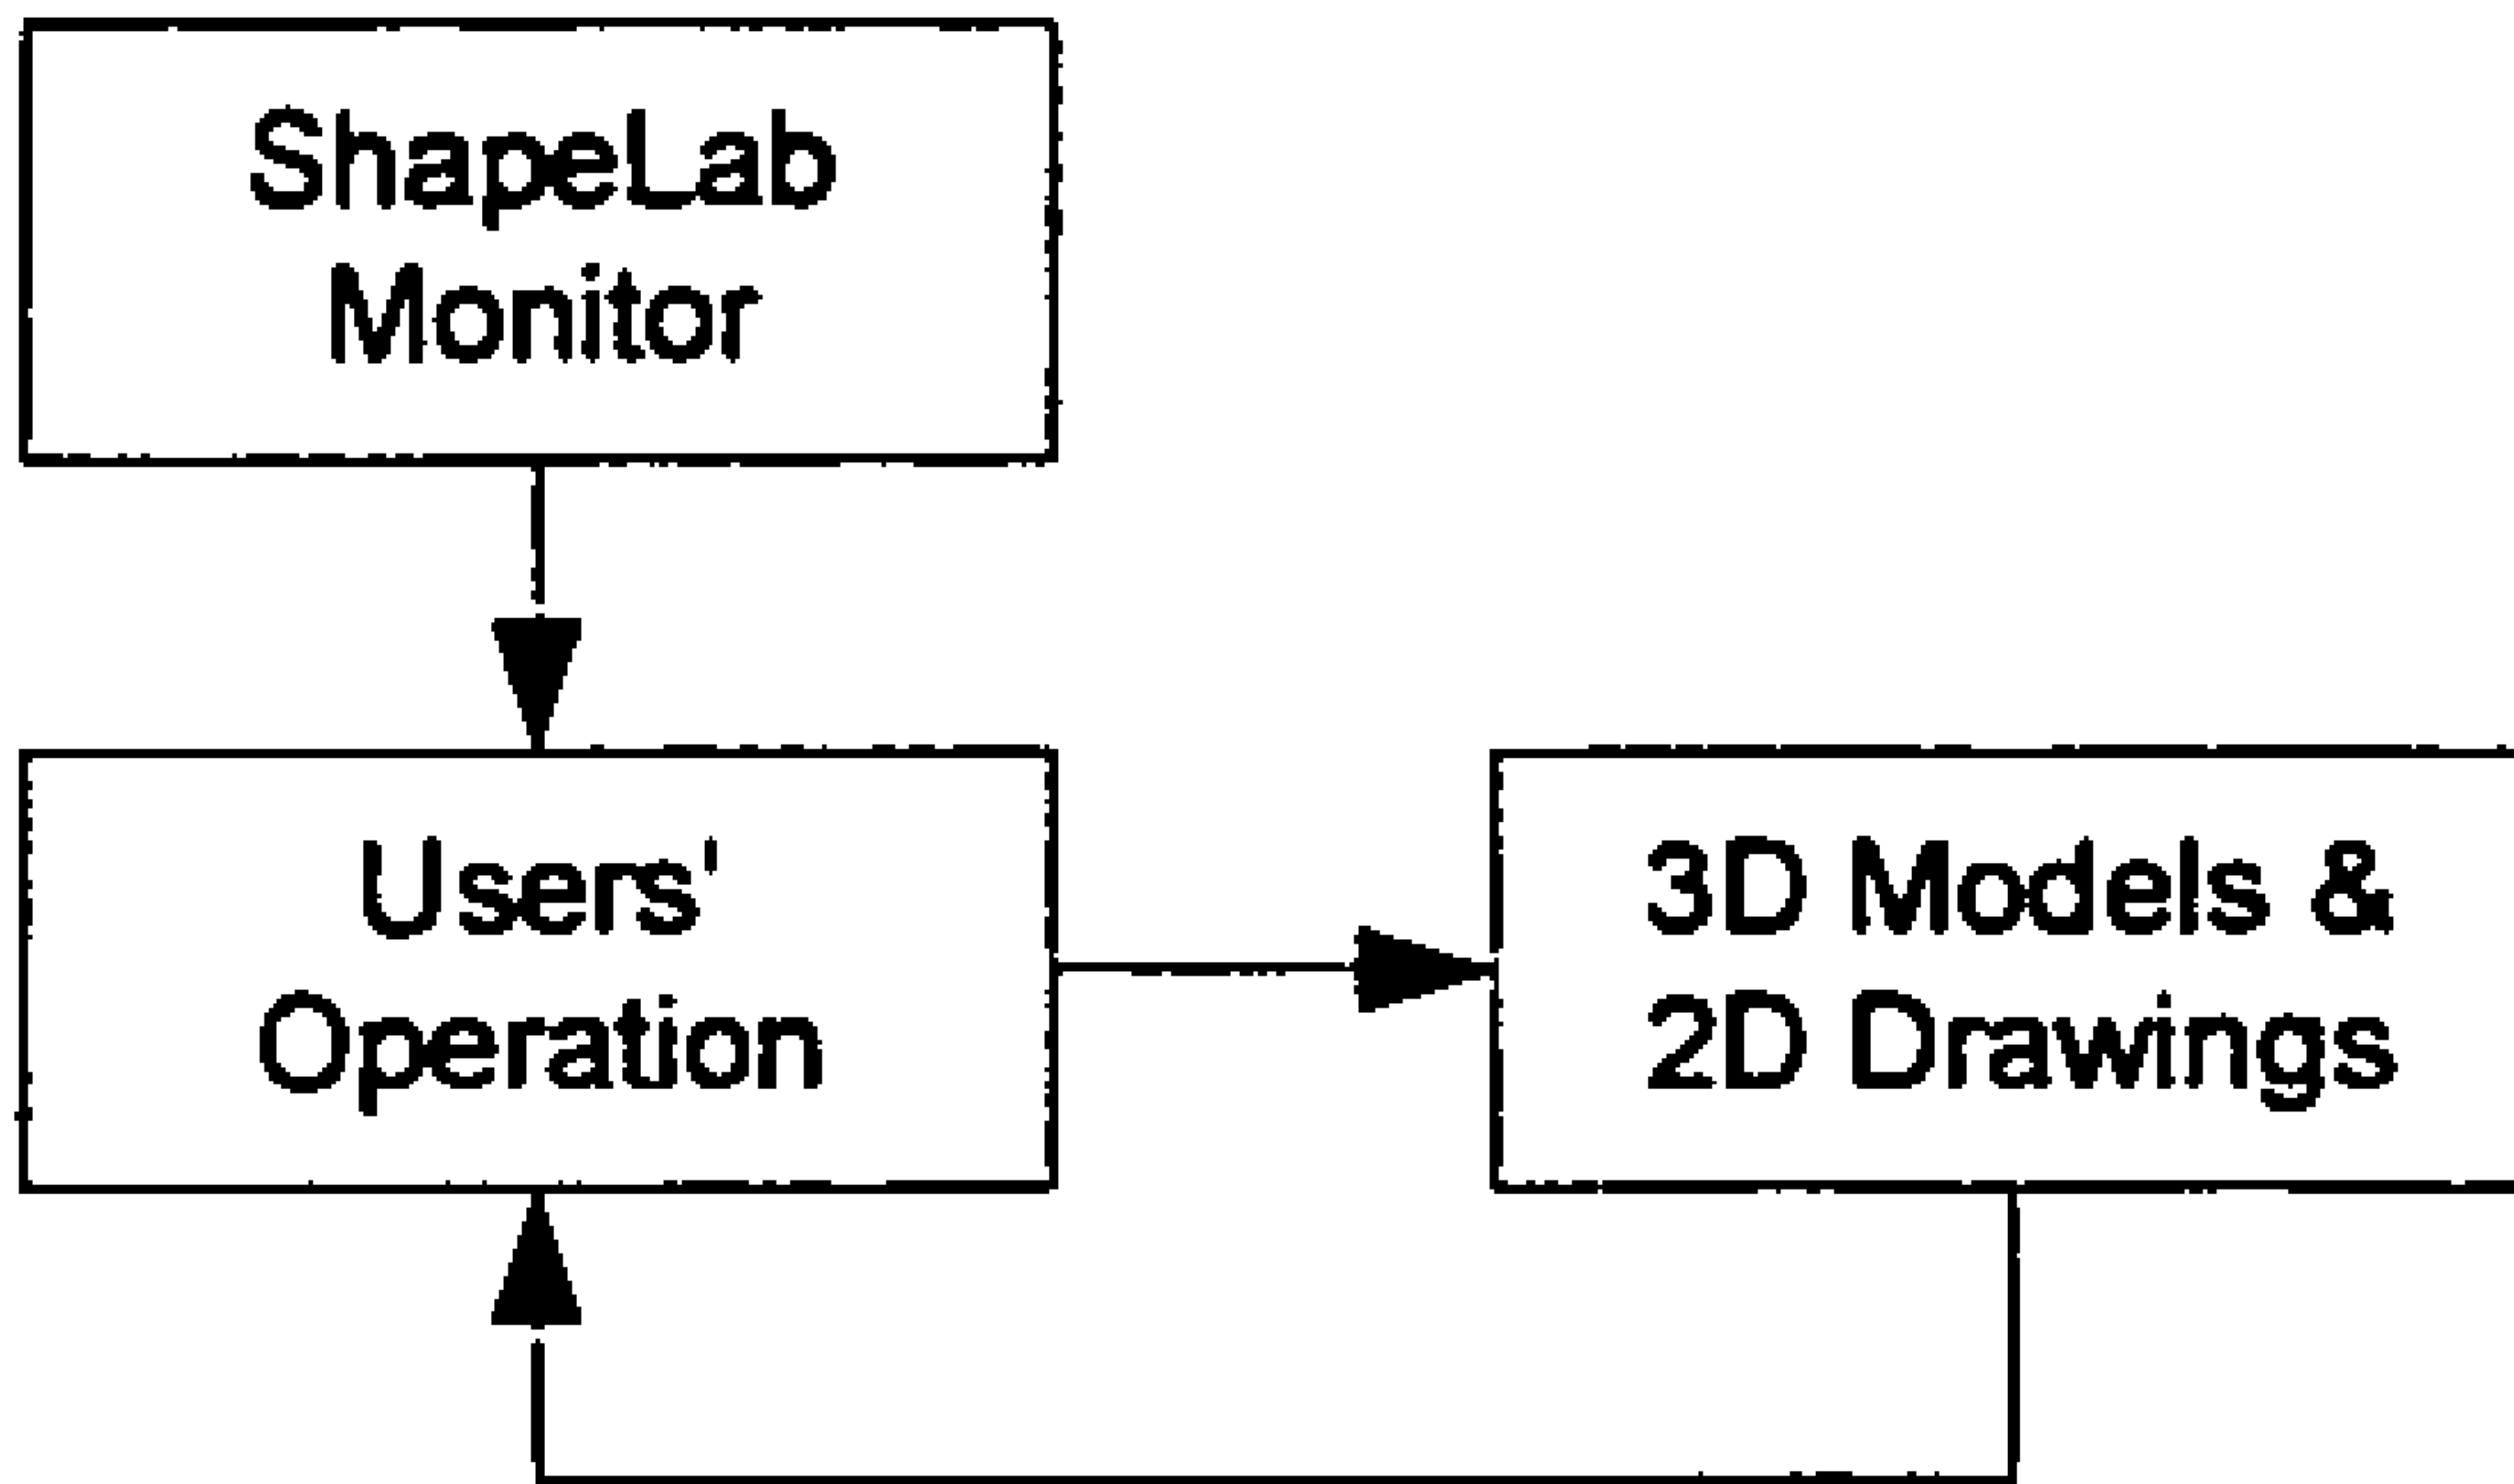 ShapeLab
Monitor
Users'
Operation
3D Models &
2D Drawings